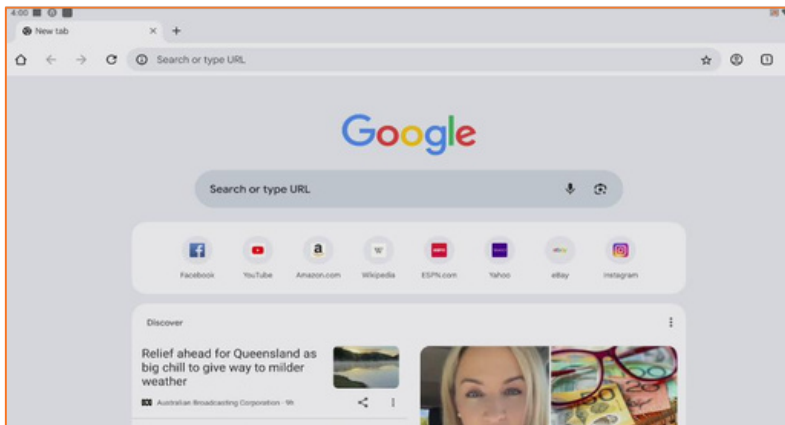 4:00
New tab
Search or type URL
Google
Search or type URL
Facebook
YouTube
Amazon.com
Wikipedia
ESPN.com
Yahoo
eBay
Instagram
Discover
Relief ahead for Queensland as
big chill to give way to milder
weather
Australian Broadcasting Corporation · 9h